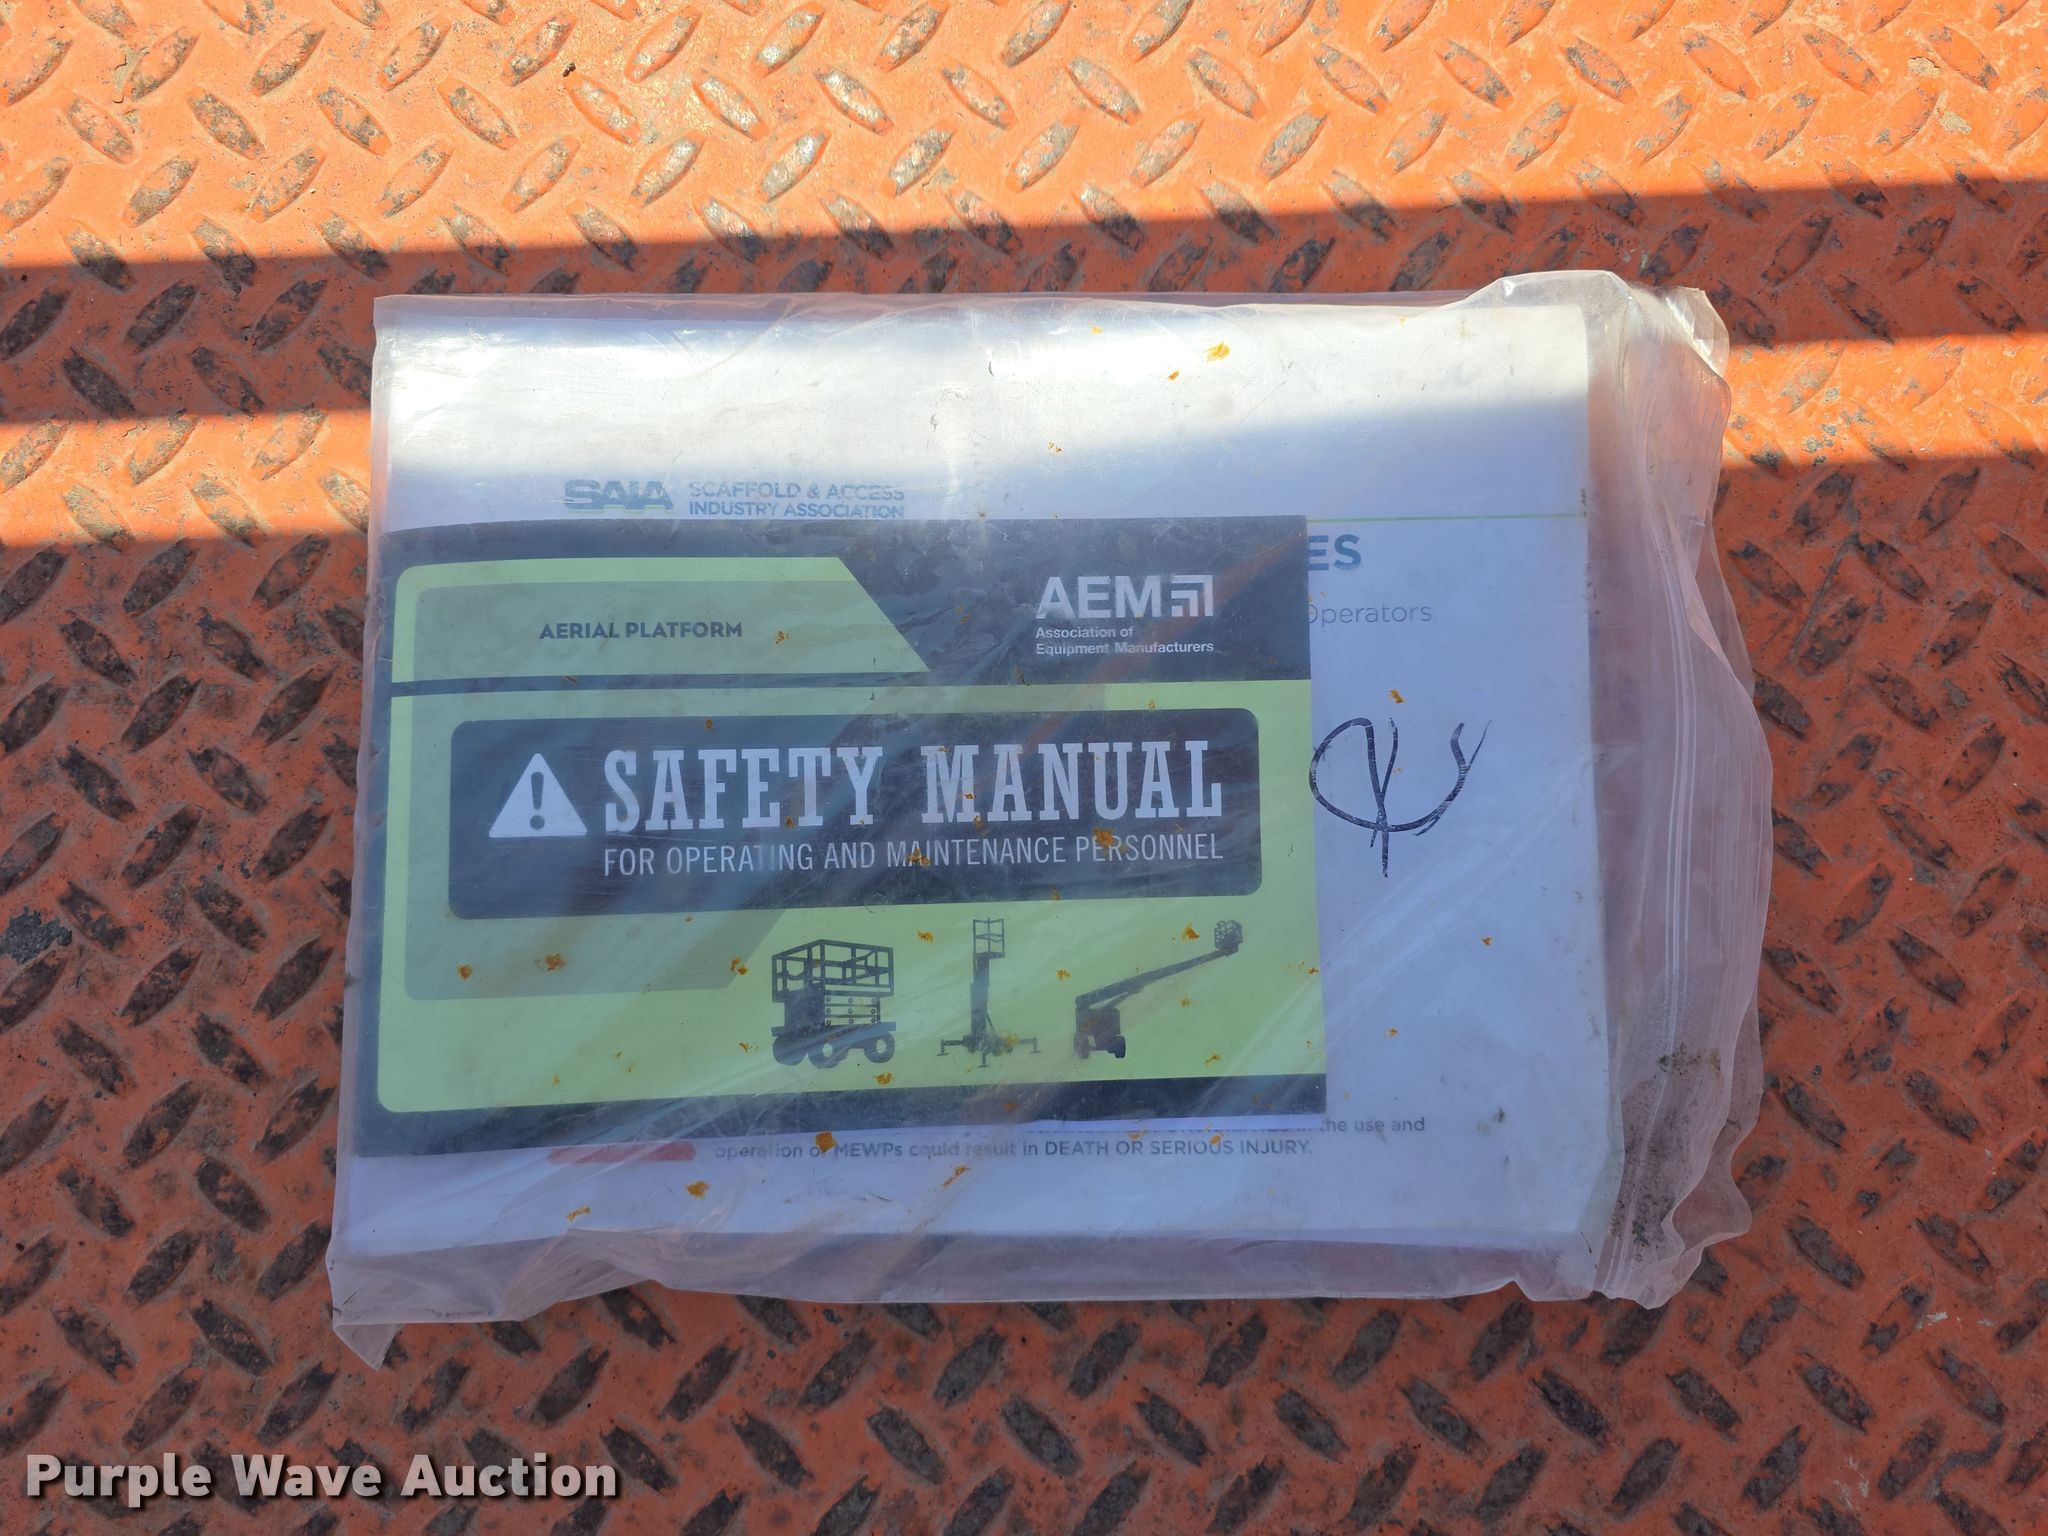 SAIA SCAFFOLD & ACCESS
INDUSTRY ASSOCIATION
ES
Operators
AERIAL PLATFORM
AEM
Association of
Equipment Manufacturers
SAFETY MANUAL
FOR OPERATING AND MAINTENANCE PERSONNEL
the use and
operation of MEWPs could result in DEATH OR SERIOUS INJURY.
Purple Wave Auction